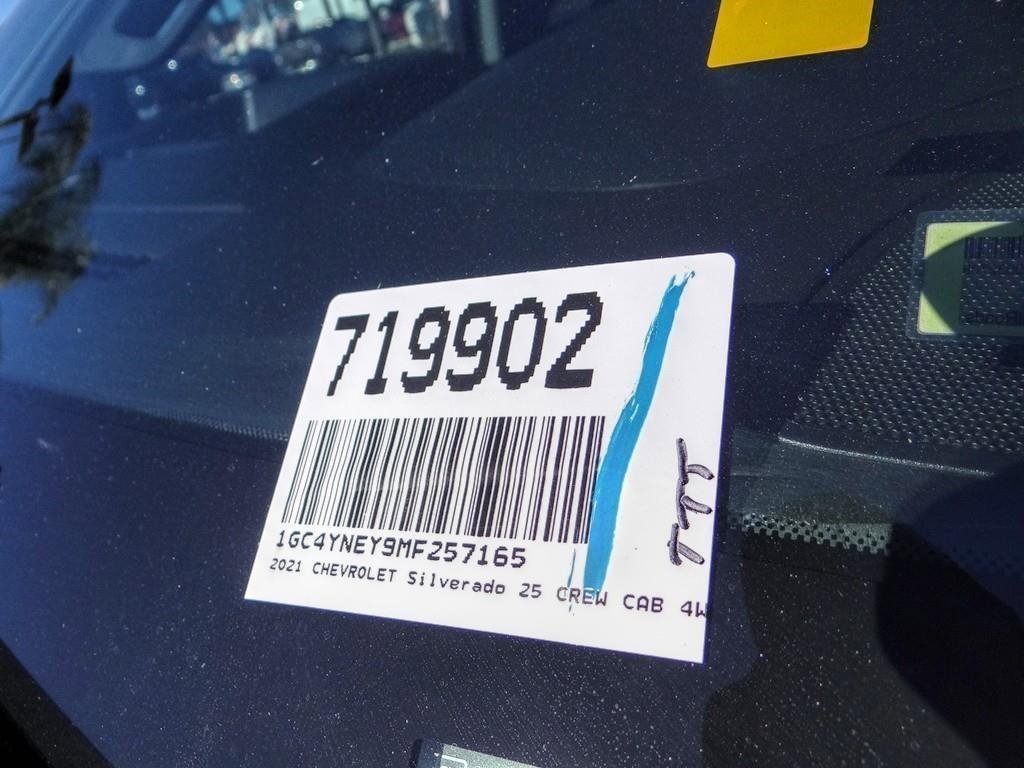 719902
1GC4YNEY9MF257165
2021 CHEVROLET Silverado 25 CREW CAB 4W